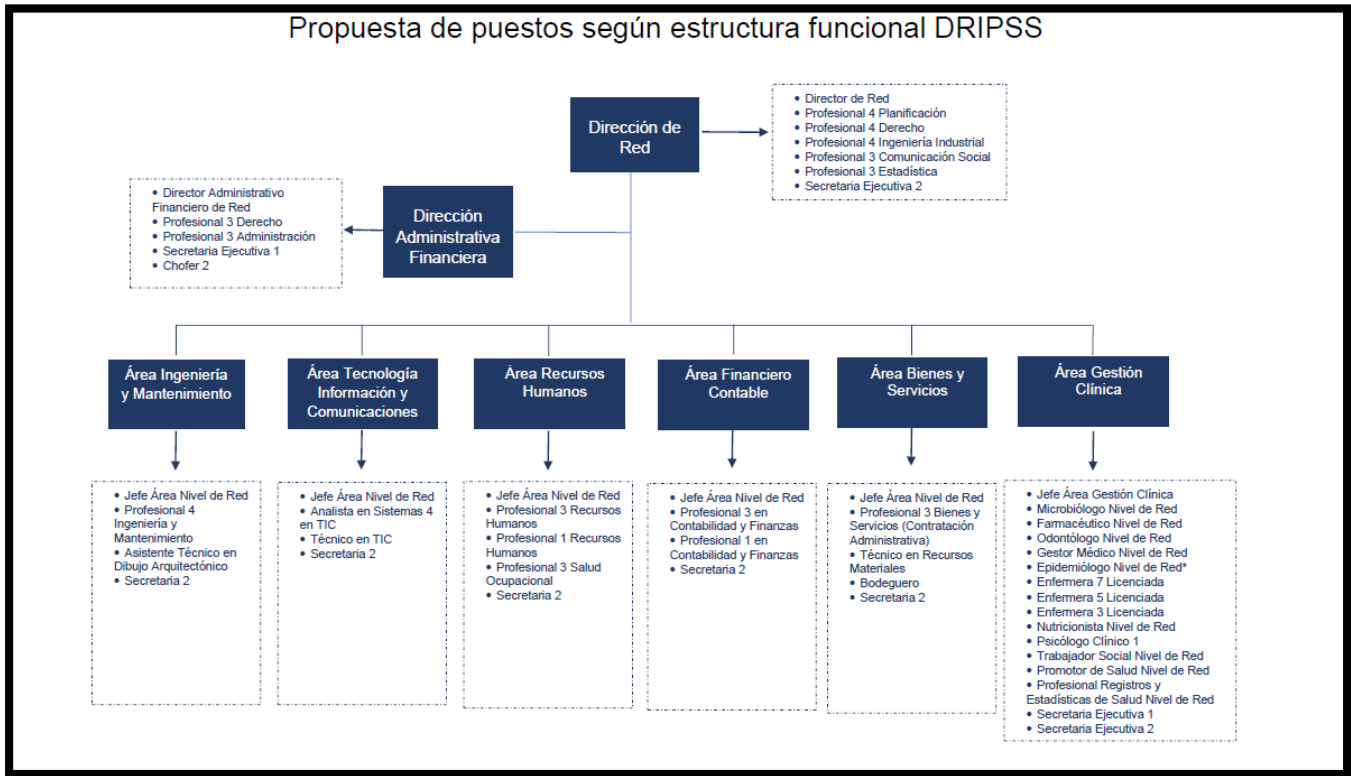 Propuesta de puestos según estructura funcional DRIPSS
Dirección de
Red
• Director de Red
• Profesional 4 Planificación
• Profesional 4 Derecho
• Profesional 4 Ingeniería Industrial
• Profesional 3 Comunicación Social
• Profesional 3 Estadística
• Secretaria Ejecutiva 2
• Director Administrativo
Financiero de Red
• Profesional 3 Derecho
• Profesional 3 Administración
• Secretaria Ejecutiva 1
• Chofer 2
Dirección
Administrativa
Financiera
Área Ingeniería
y Mantenimiento
Área Tecnología
Información y
Comunicaciones
Área Recursos
Humanos
Área Financiero
Contable
Área Bienes y
Servicios
Área Gestión
Clínica
• Jefe Área Nivel de Red
• Profesional 4
Ingeniería y
Mantenimiento
• Asistente Técnico en
Dibujo Arquitectónico
• Secretaria 2
• Jefe Área Nivel de Red
• Analista en Sistemas 4
en TIC
• Técnico en TIC
• Secretaria 2
• Jefe Área Nivel de Red
• Profesional 3 Recursos
Humanos
• Profesional 1 Recursos
Humanos
• Profesional 3 Salud
Ocupacional
• Secretaria 2
• Jefe Área Nivel de Red
• Profesional 3 en
Contabilidad y Finanzas
• Profesional 1 en
Contabilidad y Finanzas
• Secretaria 2
• Jefe Área Nivel de Red
• Profesional 3 Bienes y
Servicios (Contratación
Administrativa)
• Técnico en Recursos
Materiales
• Bodeguero
• Secretaria 2
• Jefe Área Gestión Clínica
• Microbiólogo Nivel de Red
• Farmacéutico Nivel de Red
• Odontólogo Nivel de Red
• Gestor Médico Nivel de Red
• Epidemiólogo Nivel de Red*
• Enfermera 7 Licenciada
• Enfermera 5 Licenciada
• Enfermera 3 Licenciada
• Nutricionista Nivel de Red
• Psicólogo Clínico 1
• Trabajador Social Nivel de Red
• Promotor de Salud Nivel de Red
• Profesional Registros y
Estadísticas de Salud Nivel de Red
• Secretaria Ejecutiva 1
• Secretaria Ejecutiva 2